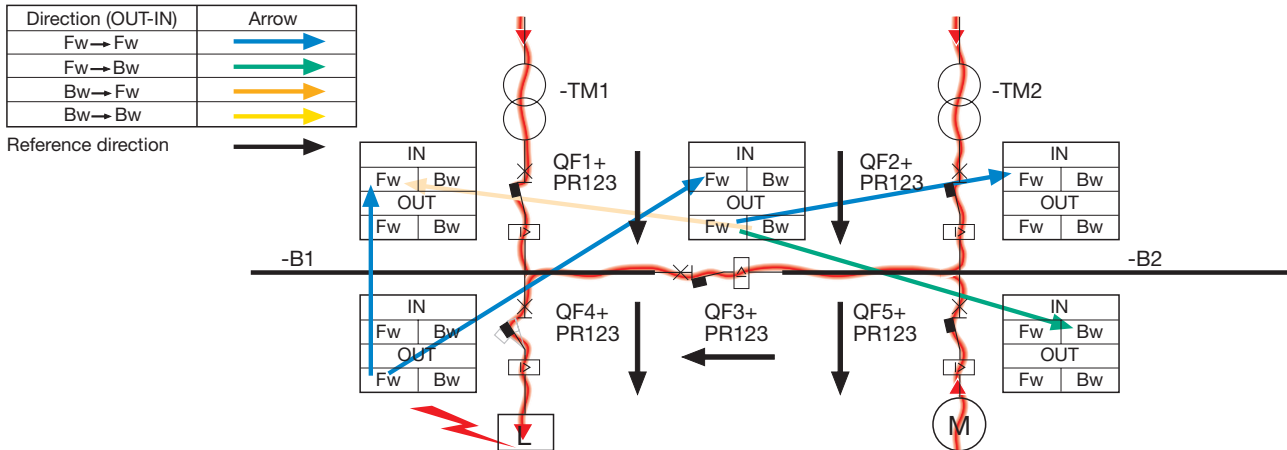 Direction (OUT-IN) Arrow
Fw→Fw
Fw→Bw
Bw→Fw
Bw→Bw
Reference direction
-TM1
-TM2
IN
Fw Bw
OUT
Fw Bw
QF1+
PR123
IN
Fw Bw
OUT
Fw Bw
QF2+
PR123
IN
Fw Bw
OUT
Fw Bw
-B1
-B2
IN
Fw Bw
OUT
Fw Bw
QF4+
PR123
QF3+
PR123
QF5+
PR123
IN
Fw Bw
OUT
Fw Bw
L
M